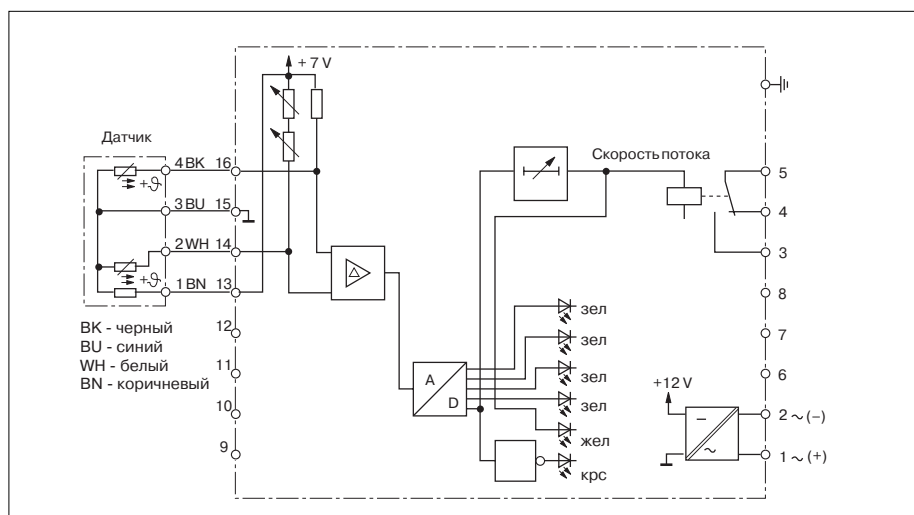 + 7 V
Датчик
4 BK 16
+ϑ
3 BU 15
2 WH 14
+ϑ
1 BN 13
BK - черный
BU - синий
WH - белый
BN - коричневый
12
11
10
9
Скорость потока
5
4
3
8
7
6
A
D
зел
зел
зел
зел
жел
крс
+12 V
–
~
2 ~ (–)
1 ~ (+)